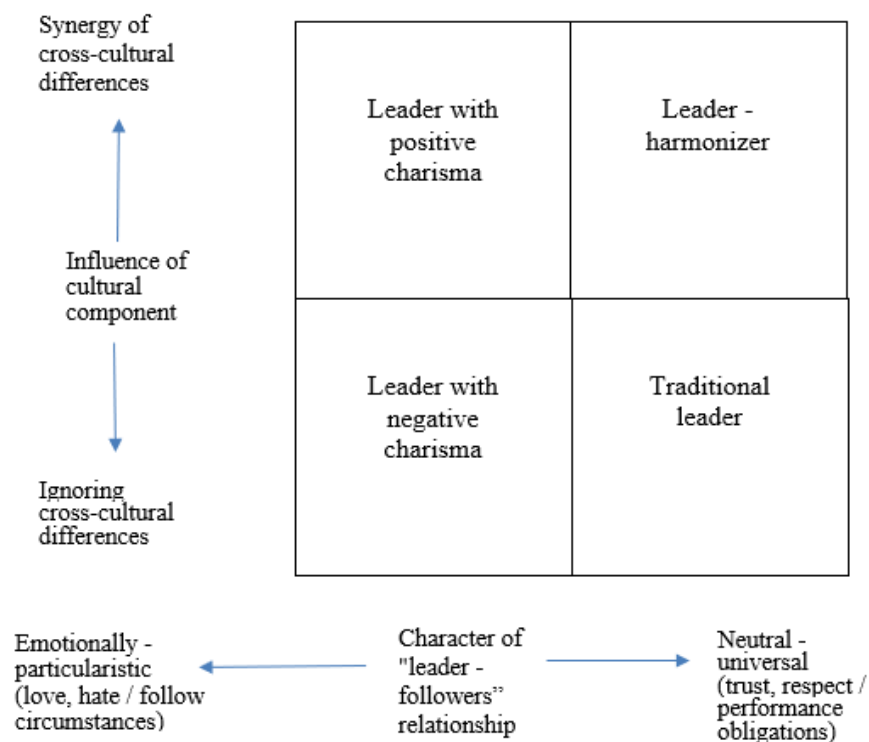 Synergy of
cross-cultural
differences
Leader with
positive
charisma
Leader -
harmonizer
Influence of
cultural
component
Leader with
negative
charisma
Traditional
leader
Ignoring
cross-cultural
differences
Emotionally -
particularistic
(love, hate / follow
circumstances)
Character of
"leader -
followers”
relationship
Neutral -
universal
(trust, respect /
performance
obligations)